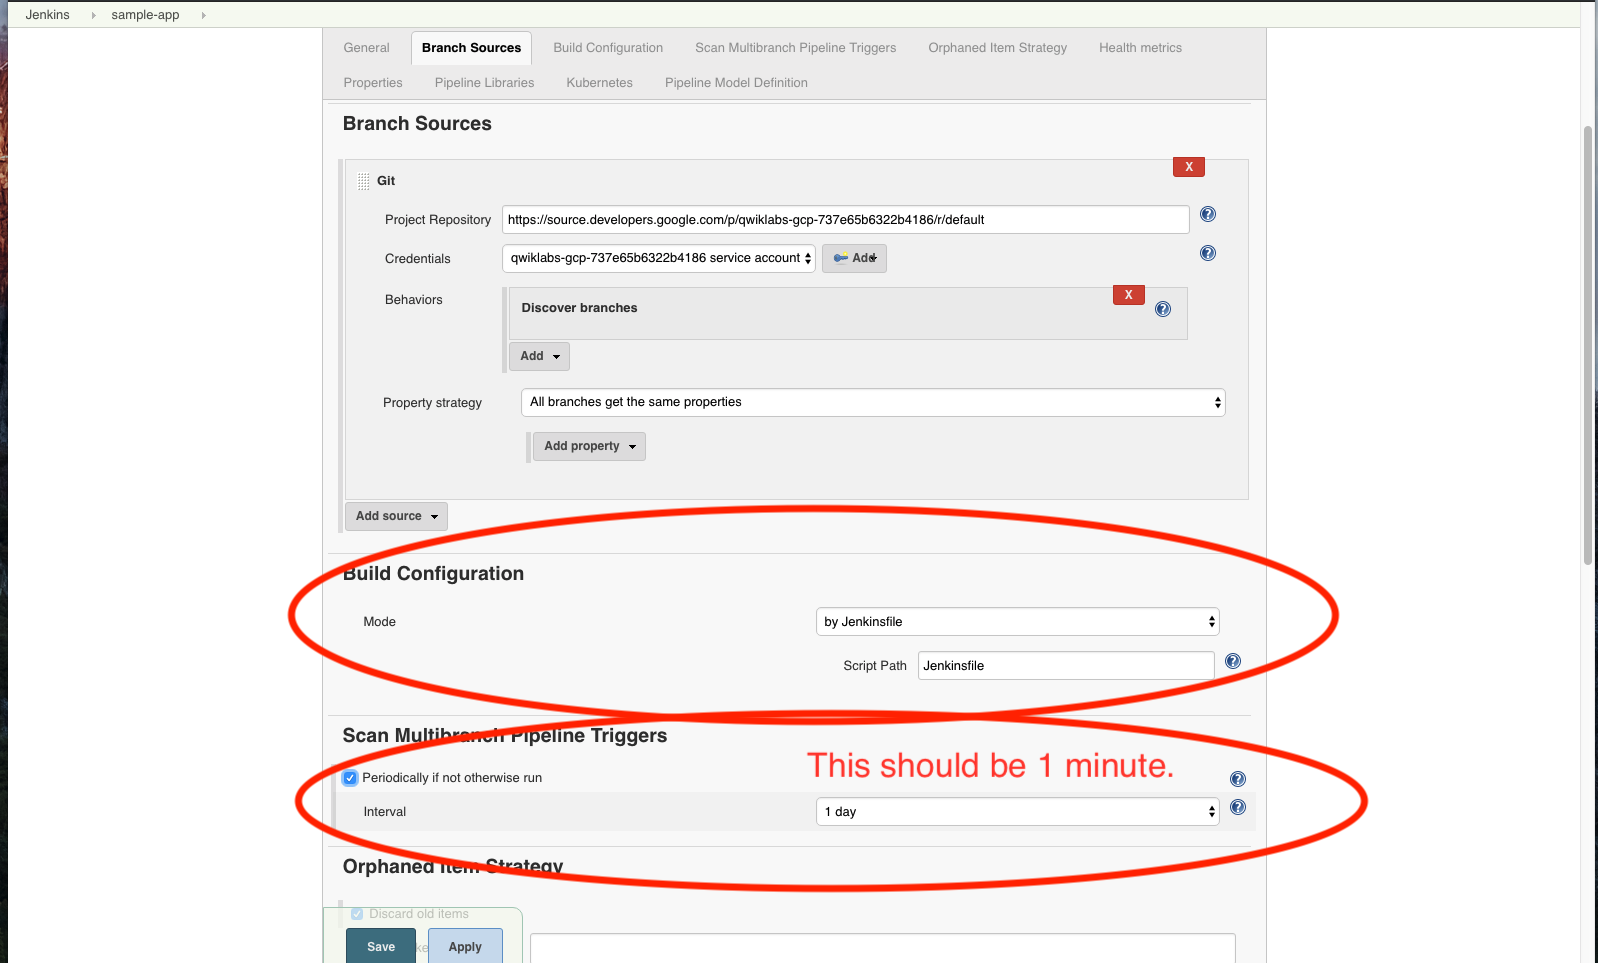 Jenkins sample-app
General Branch Sources Build Configuration Scan Multibranch Pipeline Triggers Orphaned Item Strategy Health metrics
Properties Pipeline Libraries Kubernetes Pipeline Model Definition
Branch Sources
X
Git
Project Repository https://source.developers.google.com/p/qwiklabs-gcp-737e65b6322b4186/r/default ?
Credentials qwiklabs-gcp-737e65b6322b4186 service account Add ?
Behaviors
X
Discover branches ?
Add
Property strategy All branches get the same properties
Add property
Add source
Build Configuration
Mode by Jenkinsfile
Script Path Jenkinsfile ?
Scan Multibranch Pipeline Triggers
This should be 1 minute.
Periodically if not otherwise run ?
Interval 1 day ?
Orphaned Item Strategy
Discard old items
Save Apply